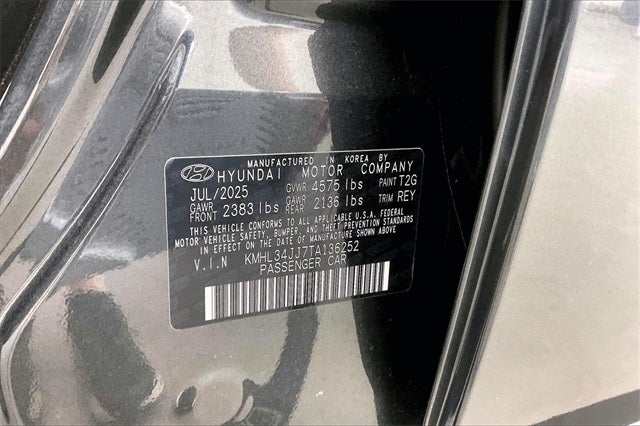 MANUFACTURED IN KOREA BY
HYUNDAI MOTOR COMPANY
JUL/2025 GVWR 4575 lbs PAINT T2G
GAWR FRONT 2383 lbs GAWR REAR 2136 lbs TRIM REY
THIS VEHICLE CONFORMS TO ALL APPLICABLE U.S.A. FEDERAL
MOTOR VEHICLE SAFETY, BUMPER, AND THEFT PREVENTION STANDARDS
IN EFFECT ON THE DATE OF MANUFACTURE SHOWN ABOVE.
V.I.N KMHL34JJ7TA136252
PASSENGER CAR